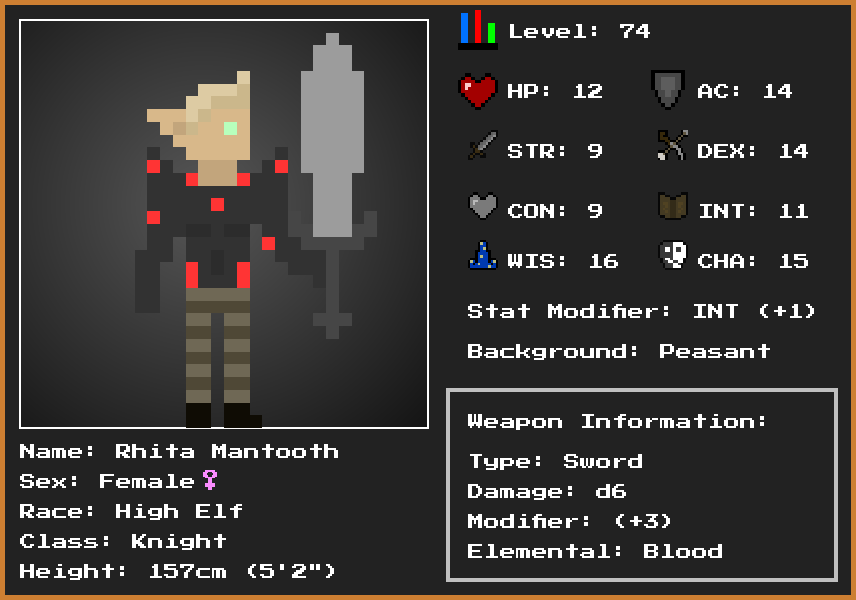 Level: 74
HP: 12 AC: 14
STR: 9 DEX: 14
CON: 9 INT: 11
WIS: 16 CHA: 15
Stat Modifier: INT (+1)
Background: Peasant
Weapon Information:
Type: Sword
Damage: d6
Modifier: (+3)
Elemental: Blood
Name: Rhita Mantooth
Sex: Female♀
Race: High Elf
Class: Knight
Height: 157cm (5'2")